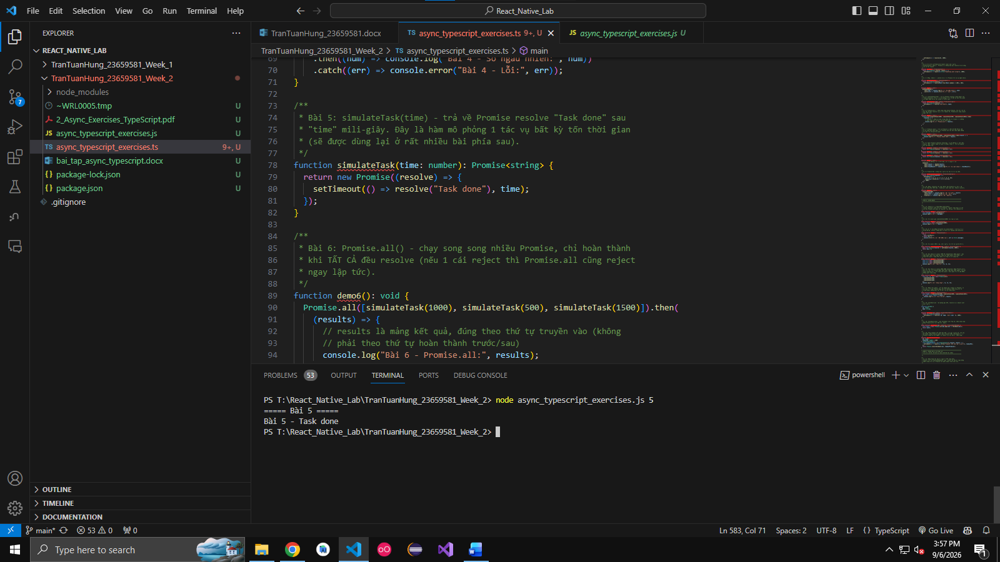 File Edit Selection View Go Run Terminal Help
React_Native_Lab
EXPLORER
REACT_NATIVE_LAB
TranTuanHung_23659581_Week_1
TranTuanHung_23659581_Week_2
node_modules
~WRL0005.tmp U
2_Async_Exercises_TypeScript.pdf U
JS async_typescript_exercises.js U
TS async_typescript_exercises.ts 9+, U
bai_tap_async_typescript.docx U
{} package-lock.json U
{} package.json U
.gitignore
OUTLINE
TIMELINE
DOCUMENTATION
7
TranTuanHung_23659581.docx
TS async_typescript_exercises.ts 9+, U
JS async_typescript_exercises.js U
TranTuanHung_23659581_Week_2 > TS async_typescript_exercises.ts > main
69 .then((num) => console.log("Bài 4 - Số ngẫu nhiên:", num))
70 .catch((err) => console.error("Bài 4 - Lỗi:", err));
71 }
72
73 /**
74 * Bài 5: simulateTask(time) - trả về Promise resolve "Task done" sau
75 * "time" mili-giây. Đây là hàm mô phỏng 1 tác vụ bất kỳ tốn thời gian
76 * (sẽ được dùng lại ở rất nhiều bài phía sau).
77 */
78 function simulateTask(time: number): Promise<string> {
79 return new Promise((resolve) => {
80 setTimeout(() => resolve("Task done"), time);
81 });
82 }
83
84 /**
85 * Bài 6: Promise.all() - chạy song song nhiều Promise, chỉ hoàn thành
86 * khi TẤT CẢ đều resolve (nếu 1 cái reject thì Promise.all cũng reject
87 * ngay lập tức).
88 */
89 function demo6(): void {
90 Promise.all([simulateTask(1000), simulateTask(500), simulateTask(1500)]).then(
91 (results) => {
92 // results là mảng kết quả, đúng theo thứ tự truyền vào (không
93 // phải theo thứ tự hoàn thành trước/sau)
94 console.log("Bài 6 - Promise.all:", results);
PROBLEMS 53 OUTPUT TERMINAL PORTS DEBUG CONSOLE
powershell
PS T:\React_Native_Lab\TranTuanHung_23659581_Week_2> node async_typescript_exercises.js 5
===== Bài 5 =====
Bài 5 - Task done
PS T:\React_Native_Lab\TranTuanHung_23659581_Week_2>
main* 53 0 0
Ln 583, Col 71 Spaces: 2 UTF-8 LF {} TypeScript Go Live
Type here to search
3:57 PM
9/6/2026
1